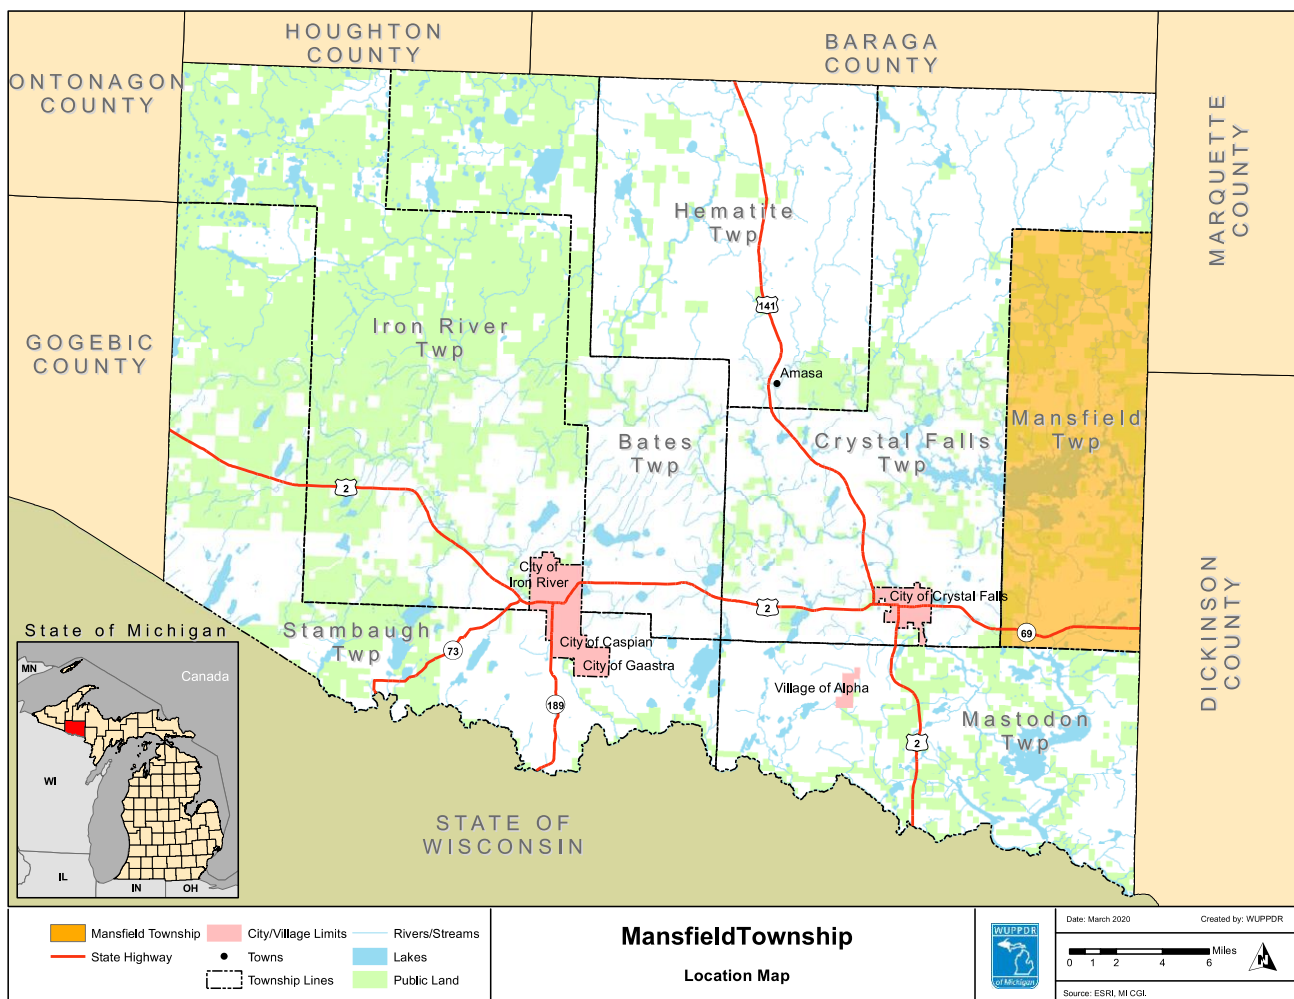 HOUGHTON
COUNTY
BARAGA
COUNTY
ONTONAGON
COUNTY
MARQUETTE
COUNTY
Hematite
Twp
141
Iron River
Twp
GOGEBIC
COUNTY
Amasa
Mansfield
Twp
Bates
Twp
Crystal Falls
Twp
2
City of
Iron River
City of Crystal Falls
2
DICKINSON
COUNTY
Stambaugh
Twp
73
City of Caspian
City of Gaastra
69
Village of Alpha
189
Mastodon
Twp
2
STATE OF
WISCONSIN
State of Michigan
MN
Canada
WI
IL
IN
OH
Mansfield Township
State Highway
City/Village Limits
Towns
Township Lines
Rivers/Streams
Lakes
Public Land
MansfieldTownship
Location Map
WUPPDR
of Michigan
Date: March 2020
Created by: WUPPDR
Miles
0 1 2 4 6
N
Source: ESRI, MI CGI.